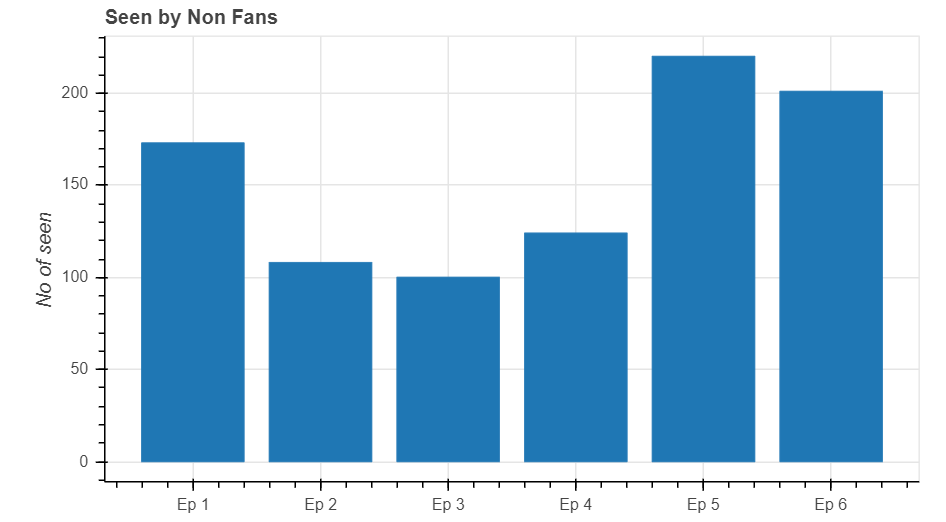 Seen by Non Fans
No of seen
200
150
100
50
0
Ep 1
Ep 2
Ep 3
Ep 4
Ep 5
Ep 6